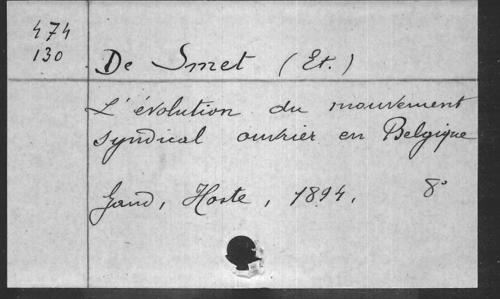 474
130
De Smet (Et.)
L'évolution du mouvement
syndical ouvrier en Belgique
Gand, Hoste, 1894. 8°